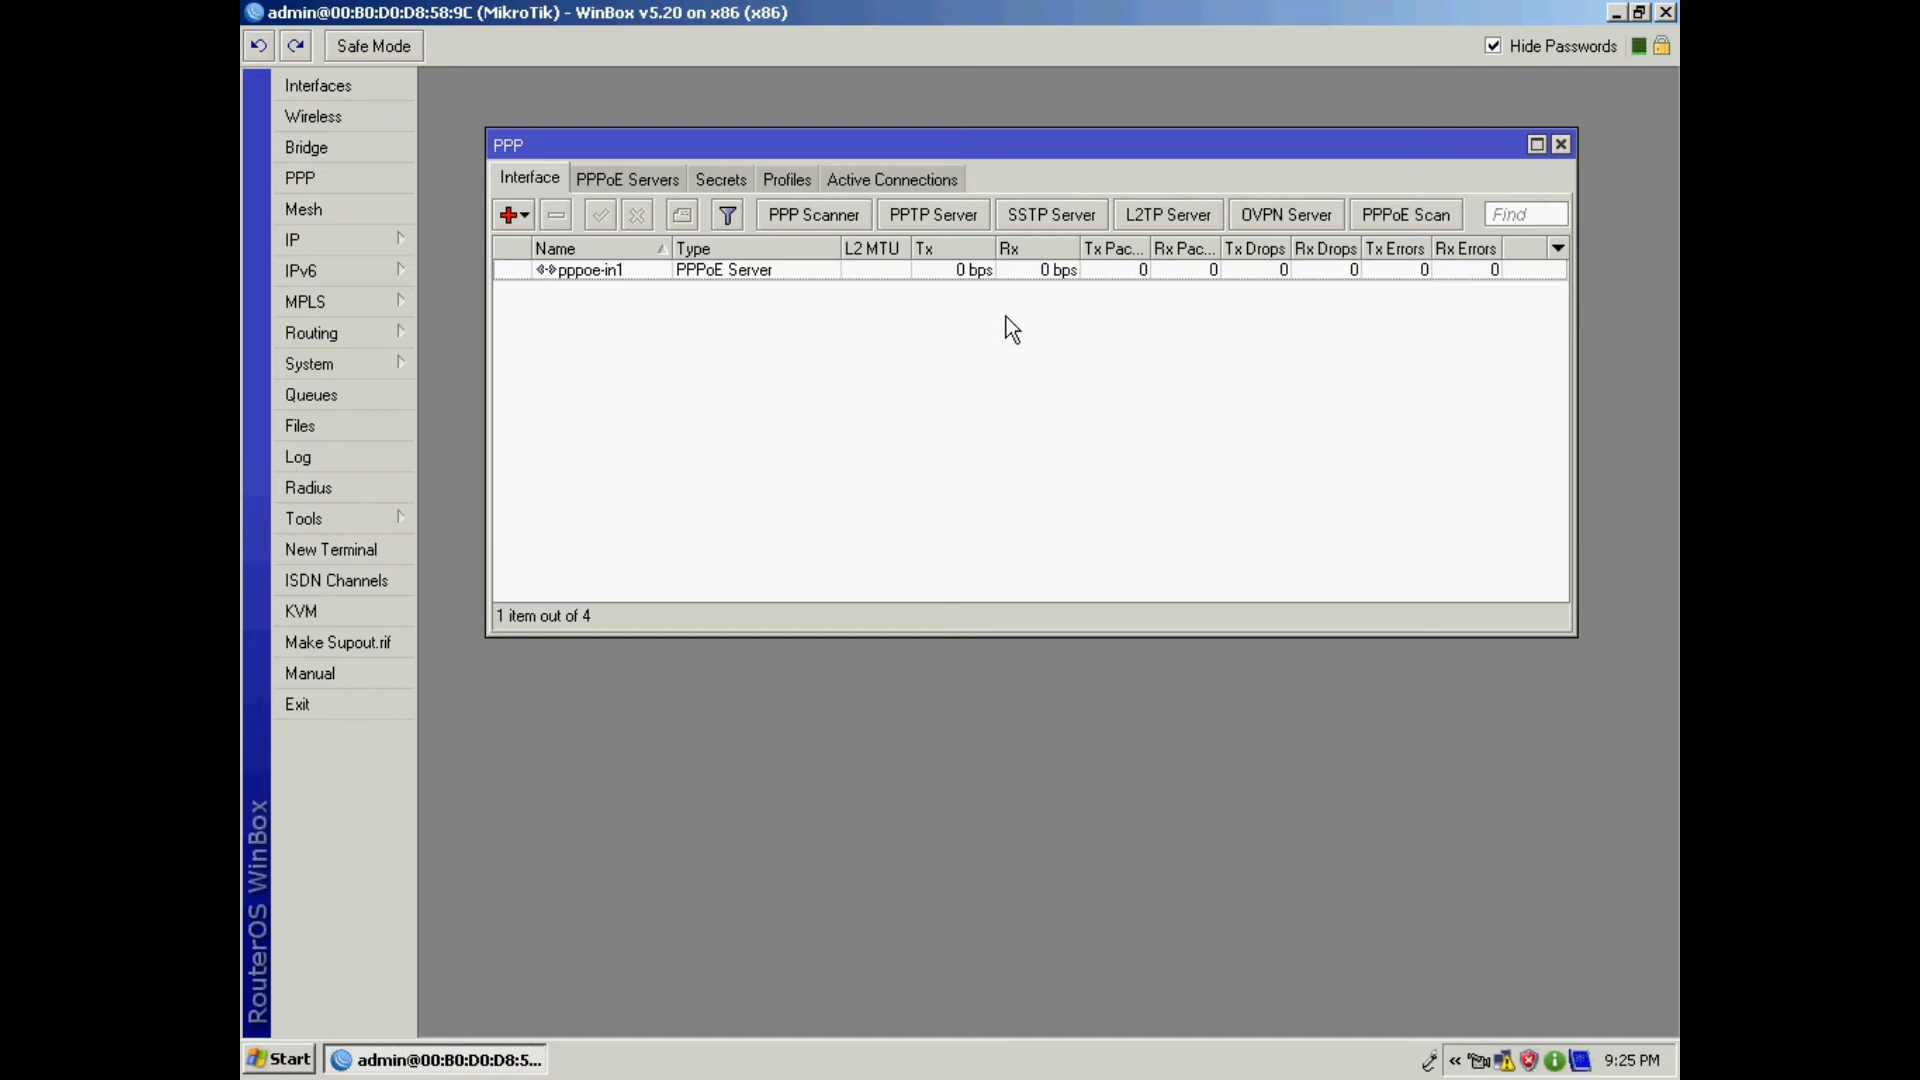 admin@00:B0:D0:D8:58:9C (MikroTik) - WinBox v5.20 on x86 (x86)
Safe Mode
Hide Passwords
Interfaces
Wireless
Bridge
PPP
Mesh
IP
IPv6
MPLS
Routing
System
Queues
Files
Log
Radius
Tools
New Terminal
ISDN Channels
KVM
Make Supout.rif
Manual
Exit
RouterOS WinBox
PPP
Interface PPPoE Servers Secrets Profiles Active Connections
PPP Scanner PPTP Server SSTP Server L2TP Server OVPN Server PPPoE Scan Find
Name Type L2 MTU Tx Rx Tx Pac... Rx Pac... Tx Drops Rx Drops Tx Errors Rx Errors
pppoe-in1 PPPoE Server 0 bps 0 bps 0 0 0 0 0 0
1 item out of 4
Start admin@00:B0:D0:D8:5... « 9:25 PM